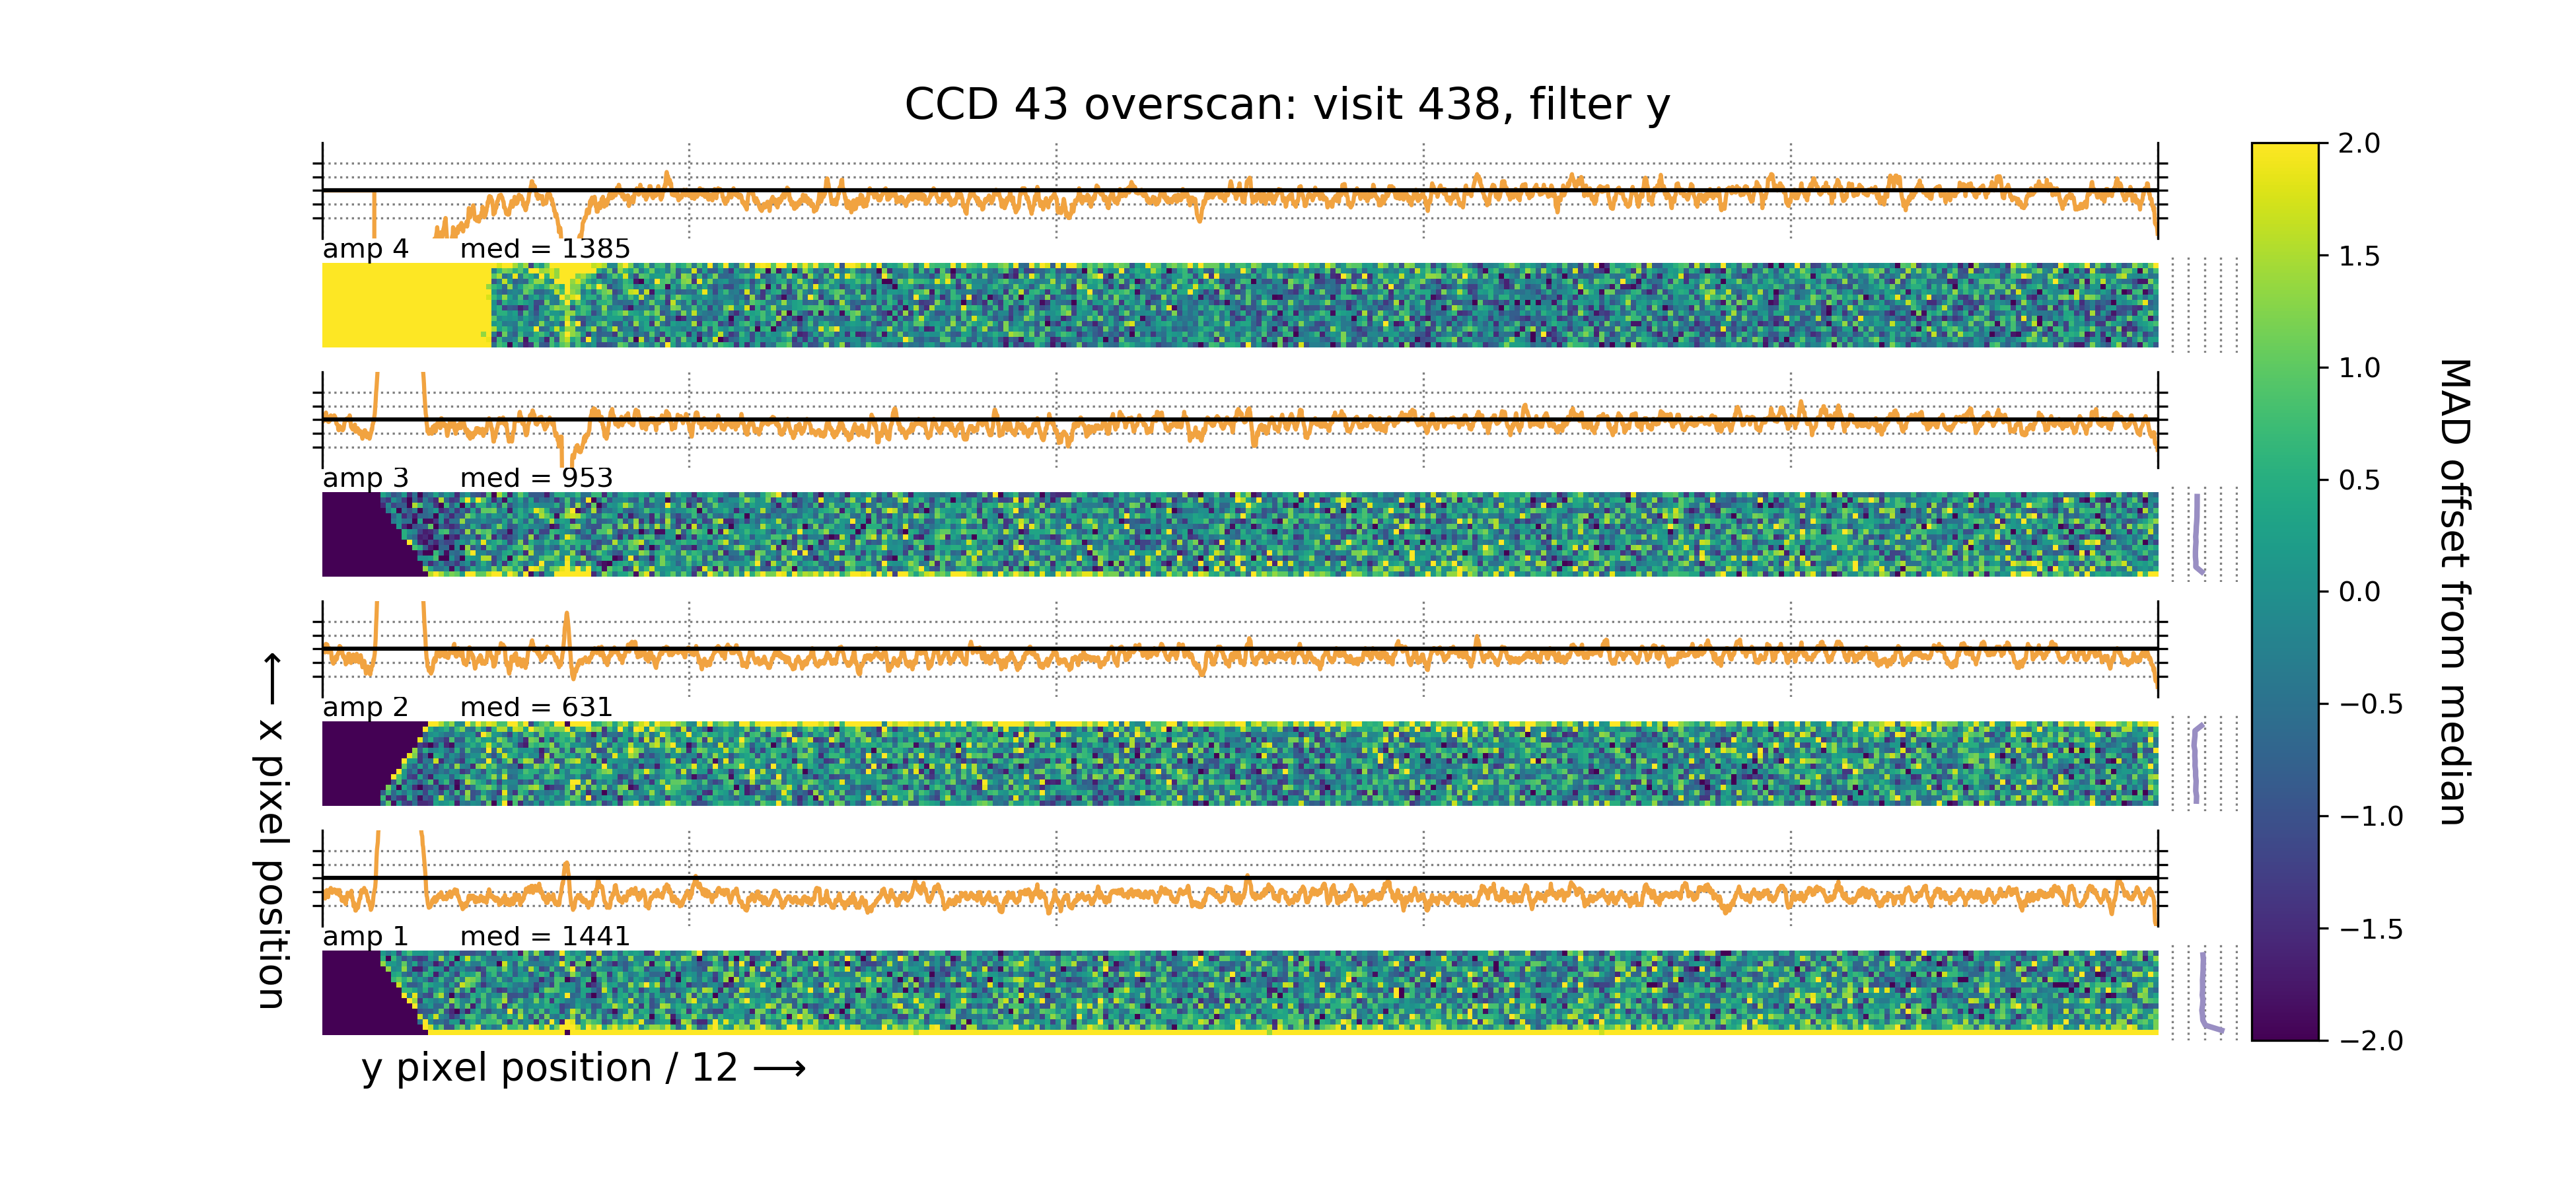 CCD 43 overscan: visit 438, filter y
amp 4 med = 1385
amp 3 med = 953
amp 2 med = 631
amp 1 med = 1441
⟵ x pixel position ⟶
y pixel position / 12 ⟶
2.0
1.5
1.0
0.5
0.0
−0.5
−1.0
−1.5
−2.0
MAD offset from median